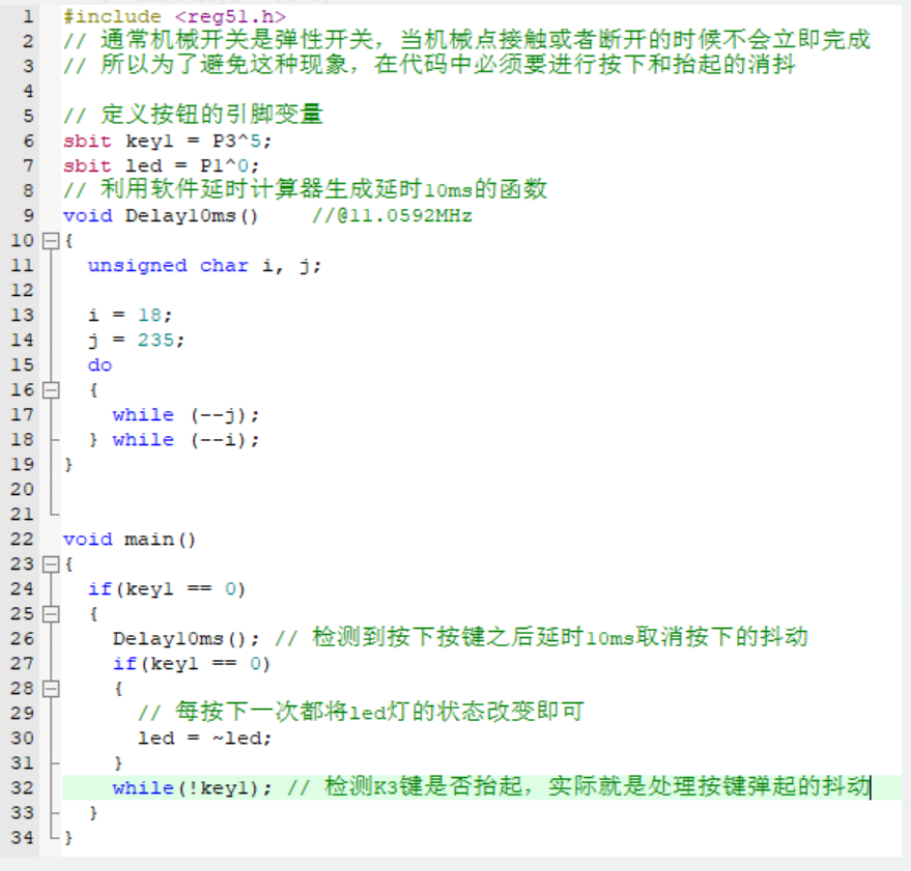 1 #include <reg51.h>
2 // 通常机械开关是弹性开关，当机械点接触或者断开的时候不会立即完成
3 // 所以为了避免这种现象，在代码中必须要进行按下和抬起的消抖
4
5 // 定义按钮的引脚变量
6 sbit key1 = P3^5;
7 sbit led = P1^0;
8 // 利用软件延时计算器生成延时10ms的函数
9 void Delay10ms()    //@11.0592MHz
10 {
11   unsigned char i, j;
12
13   i = 18;
14   j = 235;
15   do
16   {
17     while (--j);
18   } while (--i);
19 }
20
21
22 void main()
23 {
24   if(key1 == 0)
25   {
26     Delay10ms(); // 检测到按下按键之后延时10ms取消按下的抖动
27     if(key1 == 0)
28     {
29       // 每按下一次都将led灯的状态改变即可
30       led = ~led;
31     }
32     while(!key1); // 检测K3键是否抬起，实际就是处理按键弹起的抖动
33   }
34 }